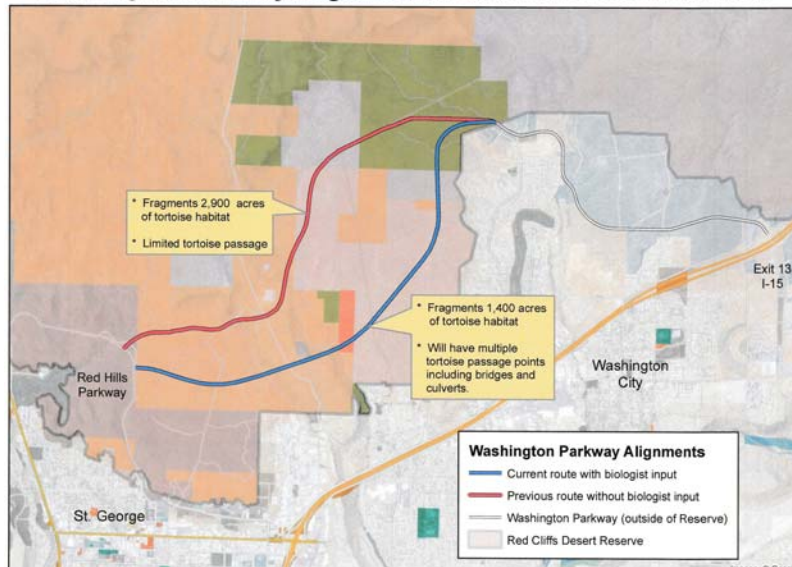 * Fragments 2,900 acres
of tortoise habitat
* Limited tortoise passage
Exit 13
I-15
* Fragments 1,400 acres
of tortoise habitat
* Will have multiple
tortoise passage points
including bridges and
culverts.
Red Hills
Parkway
Washington
City
St. George
Washington Parkway Alignments
Current route with biologist input
Previous route without biologist input
Washington Parkway (outside of Reserve)
Red Cliffs Desert Reserve